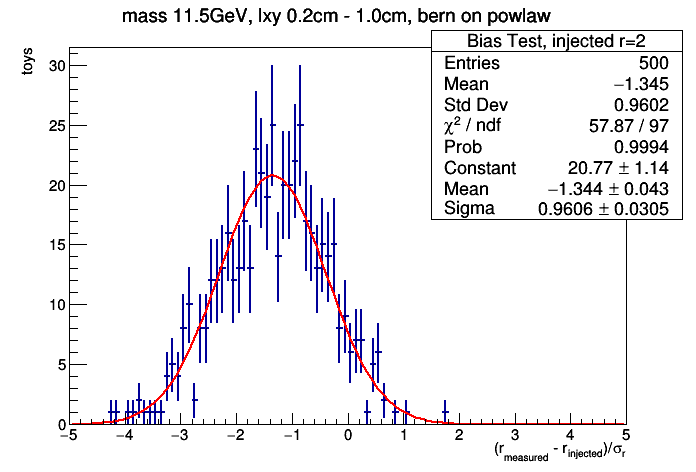 mass 11.5GeV, lxy 0.2cm - 1.0cm, bern on powlaw
Bias Test, injected r=2
Entries 500
Mean −1.345
Std Dev 0.9602
χ² / ndf 57.87 / 97
Prob 0.9994
Constant 20.77 ± 1.14
Mean −1.344 ± 0.043
Sigma 0.9606 ± 0.0305
toys
30
25
20
15
10
5
0
−5 −4 −3 −2 −1 0 1 2 3 4 5
(r_measured - r_injected)/σ_r